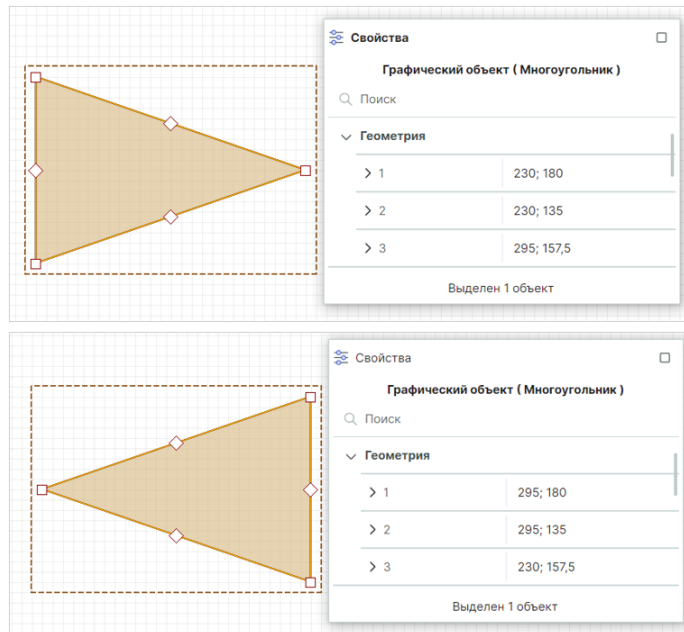 Свойства
Графический объект ( Многоугольник )
Поиск
Геометрия
1 230; 180
2 230; 135
3 295; 157,5
Выделен 1 объект
Свойства
Графический объект ( Многоугольник )
Поиск
Геометрия
1 295; 180
2 295; 135
3 230; 157,5
Выделен 1 объект